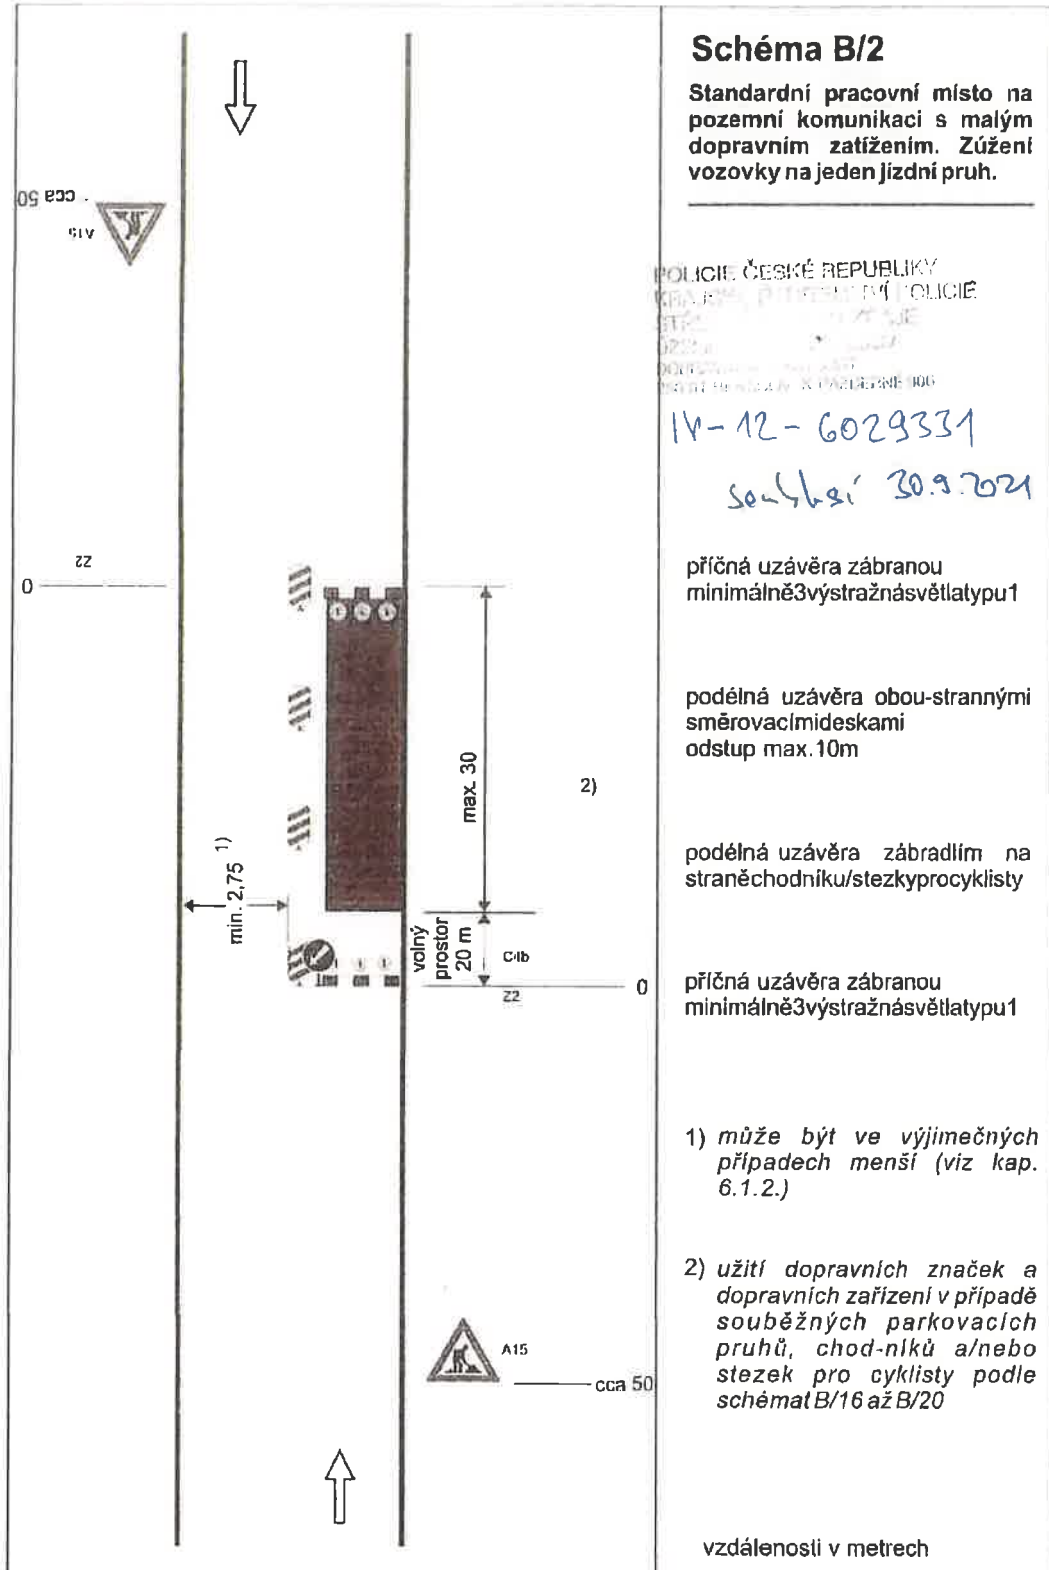 Schéma B/2
Standardní pracovní místo na
pozemní komunikaci s malým
dopravním zatížením. Zúžení
vozovky na jeden jízdní pruh.
POLICIE ČESKÉ REPUBLIKY
POLICIE
IV-12-6029331
souhlasí 30.9.2021
cca 50
A15
Z2
0
příčná uzávěra zábranou
minimálně3výstražnásvětlatypu1
podélná uzávěra obou-strannými
směrovacímideskami
odstup max.10m
max. 30
2)
podélná uzávěra zábradlím na
straněchodníku/stezkyprocyklisty
min. 2,75 1)
volný
prostor
20 m
C4b
Z2
0
příčná uzávěra zábranou
minimálně3výstražnásvětlatypu1
1) může být ve výjimečných
případech menší (viz kap.
6.1.2.)
2) užití dopravních značek a
dopravních zařízení v případě
souběžných parkovacích
pruhů, chod-níků a/nebo
stezek pro cyklisty podle
schémat B/16 až B/20
A15
cca 50
vzdálenosti v metrech